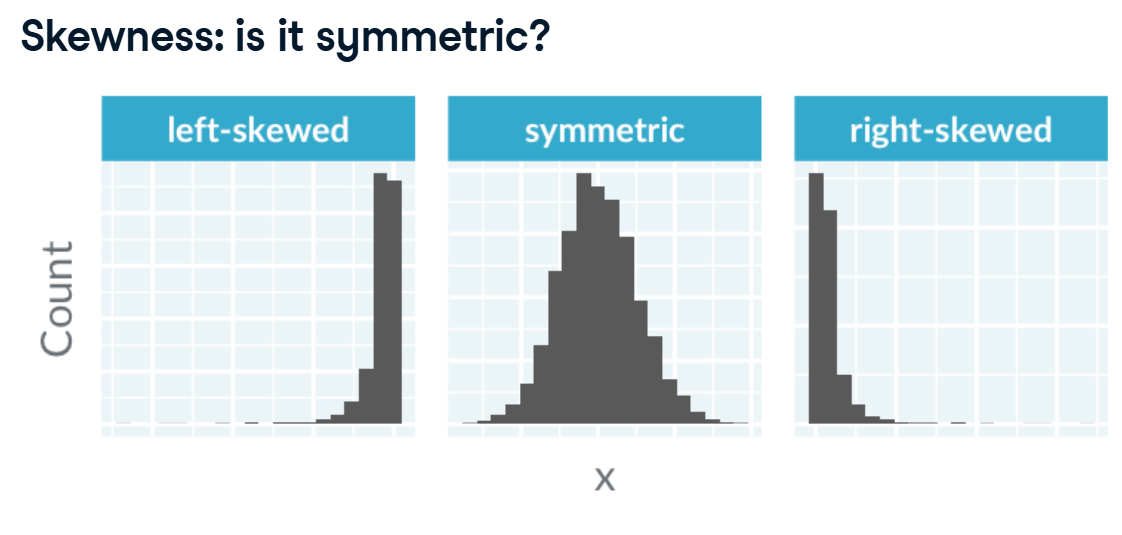 Skewness: is it symmetric?
left-skewed
symmetric
right-skewed
Count
x